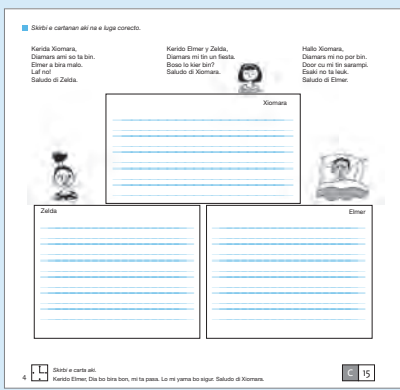 Skirbi e cartanan aki na e luga corecto.
Kerida Xiomara,
Diamars ami so ta bin.
Elmer a bira malo.
Laf no!
Saludo di Zelda.
Kerido Elmer y Zelda,
Diamars mi tin un fiesta.
Boso lo kier bin?
Saludo di Xiomara.
Hallo Xiomara,
Diamars mi no por bin.
Door cu mi tin sarampi.
Esaki no ta leuk.
Saludo di Elmer.
Xiomara
Zelda
Elmer
4
Skirbi e carta aki.
Kerido Elmer, Dia bo bira bon, mi ta pasa. Lo mi yama bo sigur. Saludo di Xiomara.
C 15